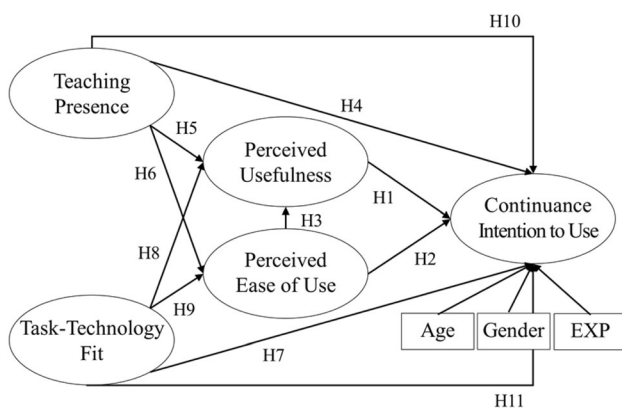 H10
Teaching
Presence
H4
H5
H6
Perceived
Usefulness
H1
Continuance
Intention to Use
H3
H8
H2
Perceived
Ease of Use
H9
Task-Technology
Fit
H7
Age
Gender
EXP
H11